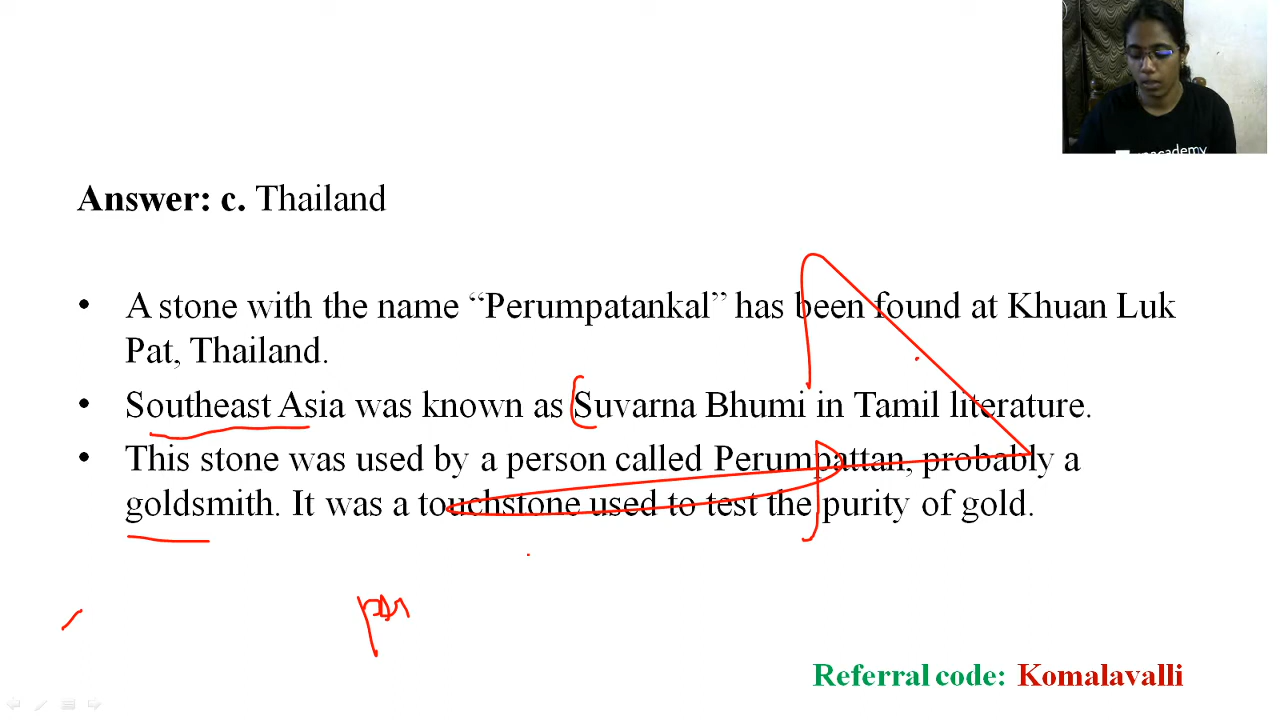 Answer: c. Thailand
• A stone with the name “Perumpatankal” has been found at Khuan Luk
Pat, Thailand.
• Southeast Asia was known as Suvarna Bhumi in Tamil literature.
• This stone was used by a person called Perumpattan, probably a
goldsmith. It was a touchstone used to test the purity of gold.
Referral code: Komalavalli